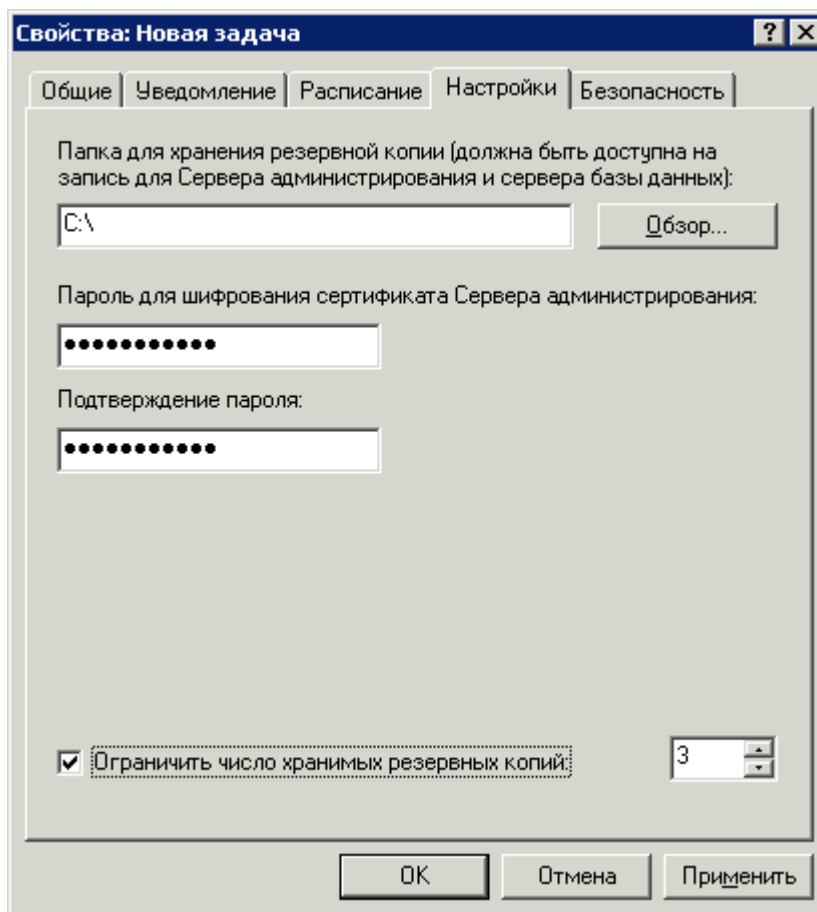 Свойства: Новая задача
Общие
Уведомление
Расписание
Настройки
Безопасность
Папка для хранения резервной копии (должна быть доступна на
запись для Сервера администрирования и сервера базы данных):
C:\
Обзор...
Пароль для шифрования сертификата Сервера администрирования:
●●●●●●●●●●●
Подтверждение пароля:
●●●●●●●●●●●
Ограничить число хранимых резервных копий:
3
OK
Отмена
Применить